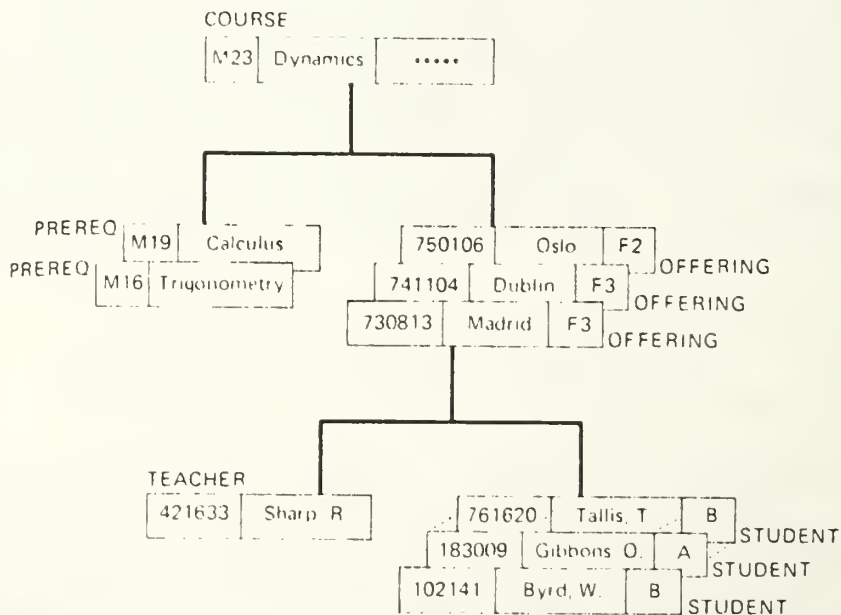 COURSE
M23 Dynamics •••••
PREREQ M19 Calculus
PREREQ M16 Trigonometry
750106 Oslo F2 OFFERING
741104 Dublin F3 OFFERING
730813 Madrid F3 OFFERING
TEACHER
421633 Sharp R
761620 Tallis, T B STUDENT
183009 Gibbons O. A STUDENT
102141 Byrd, W. B STUDENT